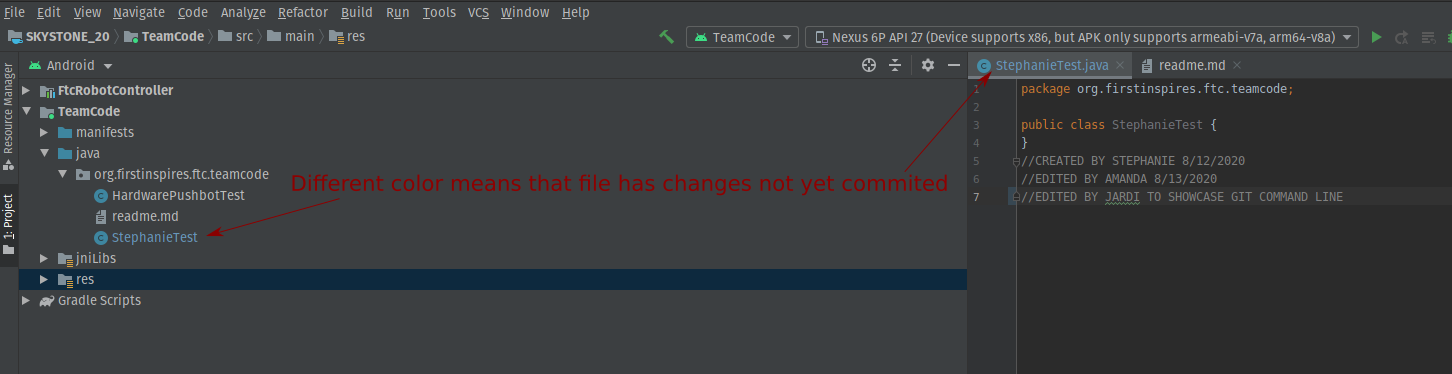 File Edit View Navigate Code Analyze Refactor Build Run Tools VCS Window Help
SKYSTONE_20 TeamCode src main res TeamCode Nexus 6P API 27 (Device supports x86, but APK only supports armeabi-v7a, arm64-v8a)
Resource Manager
1: Project
Android
FtcRobotController
TeamCode
manifests
java
org.firstinspires.ftc.teamcode
HardwarePushbotTest
readme.md
StephanieTest
jniLibs
res
Gradle Scripts
Different color means that file has changes not yet commited
StephanieTest.java readme.md
1 package org.firstinspires.ftc.teamcode;
2
3 public class StephanieTest {
4 }
5 //CREATED BY STEPHANIE 8/12/2020
6 //EDITED BY AMANDA 8/13/2020
7 //EDITED BY JARDI TO SHOWCASE GIT COMMAND LINE